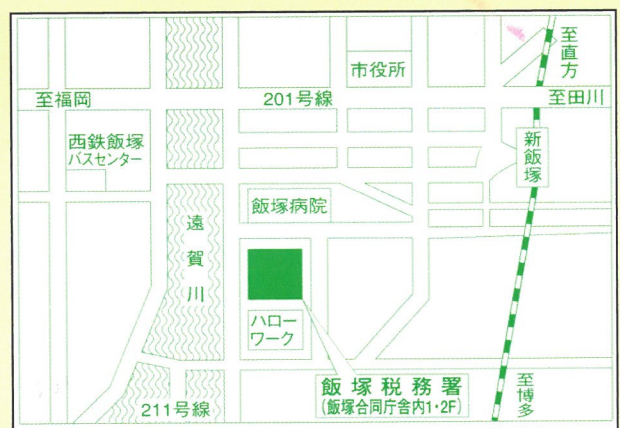 至直方
市役所
至福岡
201号線
至田川
西鉄飯塚
バスセンター
新飯塚
飯塚病院
遠賀川
ハロー
ワーク
飯塚税務署
(飯塚合同庁舎内1・2F)
至博多
211号線